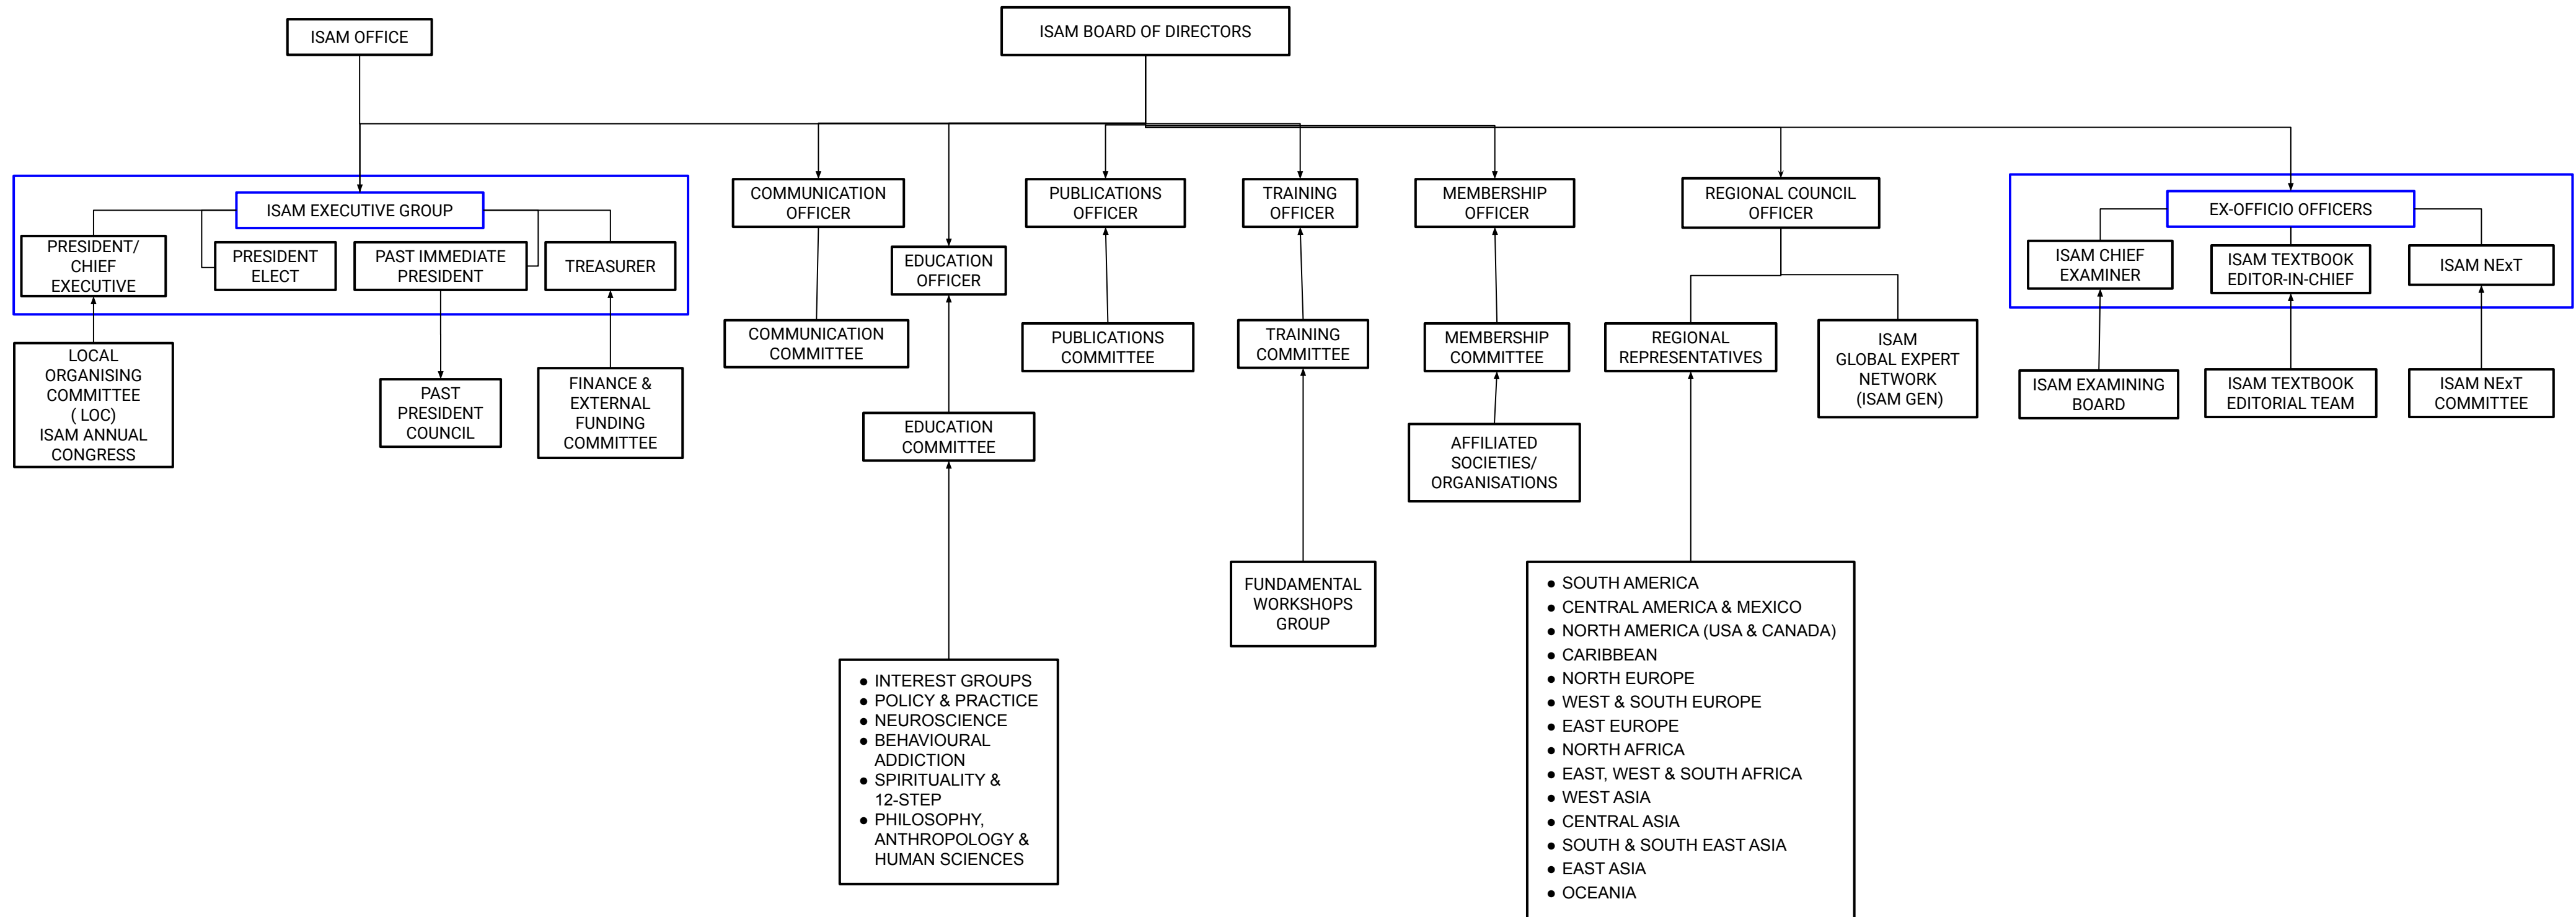 ISAM OFFICE
ISAM BOARD OF DIRECTORS
ISAM EXECUTIVE GROUP
PRESIDENT/
CHIEF
EXECUTIVE
PRESIDENT
ELECT
PAST IMMEDIATE
PRESIDENT
TREASURER
LOCAL
ORGANISING
COMMITTEE
( LOC)
ISAM ANNUAL
CONGRESS
PAST
PRESIDENT
COUNCIL
FINANCE &
EXTERNAL
FUNDING
COMMITTEE
COMMUNICATION
OFFICER
COMMUNICATION
COMMITTEE
EDUCATION
OFFICER
EDUCATION
COMMITTEE
● INTEREST GROUPS
● POLICY & PRACTICE
● NEUROSCIENCE
● BEHAVIOURAL
ADDICTION
● SPIRITUALITY &
12-STEP
● PHILOSOPHY,
ANTHROPOLOGY &
HUMAN SCIENCES
PUBLICATIONS
OFFICER
PUBLICATIONS
COMMITTEE
TRAINING
OFFICER
TRAINING
COMMITTEE
FUNDAMENTAL
WORKSHOPS
GROUP
MEMBERSHIP
OFFICER
MEMBERSHIP
COMMITTEE
AFFILIATED
SOCIETIES/
ORGANISATIONS
REGIONAL COUNCIL
OFFICER
REGIONAL
REPRESENTATIVES
ISAM
GLOBAL EXPERT
NETWORK
(ISAM GEN)
● SOUTH AMERICA
● CENTRAL AMERICA & MEXICO
● NORTH AMERICA (USA & CANADA)
● CARIBBEAN
● NORTH EUROPE
● WEST & SOUTH EUROPE
● EAST EUROPE
● NORTH AFRICA
● EAST, WEST & SOUTH AFRICA
● WEST ASIA
● CENTRAL ASIA
● SOUTH & SOUTH EAST ASIA
● EAST ASIA
● OCEANIA
EX-OFFICIO OFFICERS
ISAM CHIEF
EXAMINER
ISAM TEXTBOOK
EDITOR-IN-CHIEF
ISAM NExT
ISAM EXAMINING
BOARD
ISAM TEXTBOOK
EDITORIAL TEAM
ISAM NExT
COMMITTEE